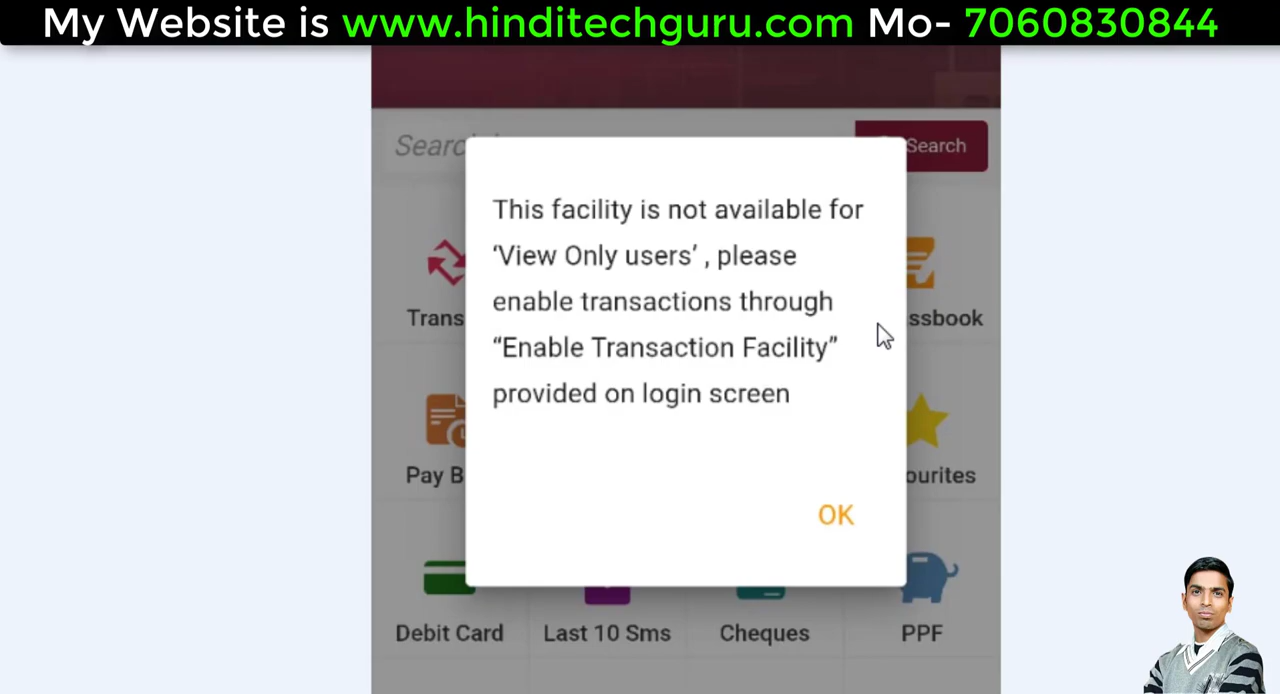 My Website is www.hinditechguru.com Mo- 7060830844
Searc
Search
This facility is not available for
‘View Only users’ , please
enable transactions through
“Enable Transaction Facility”
provided on login screen
OK
Trans
ssbook
Pay B
ourites
Debit Card
Last 10 Sms
Cheques
PPF